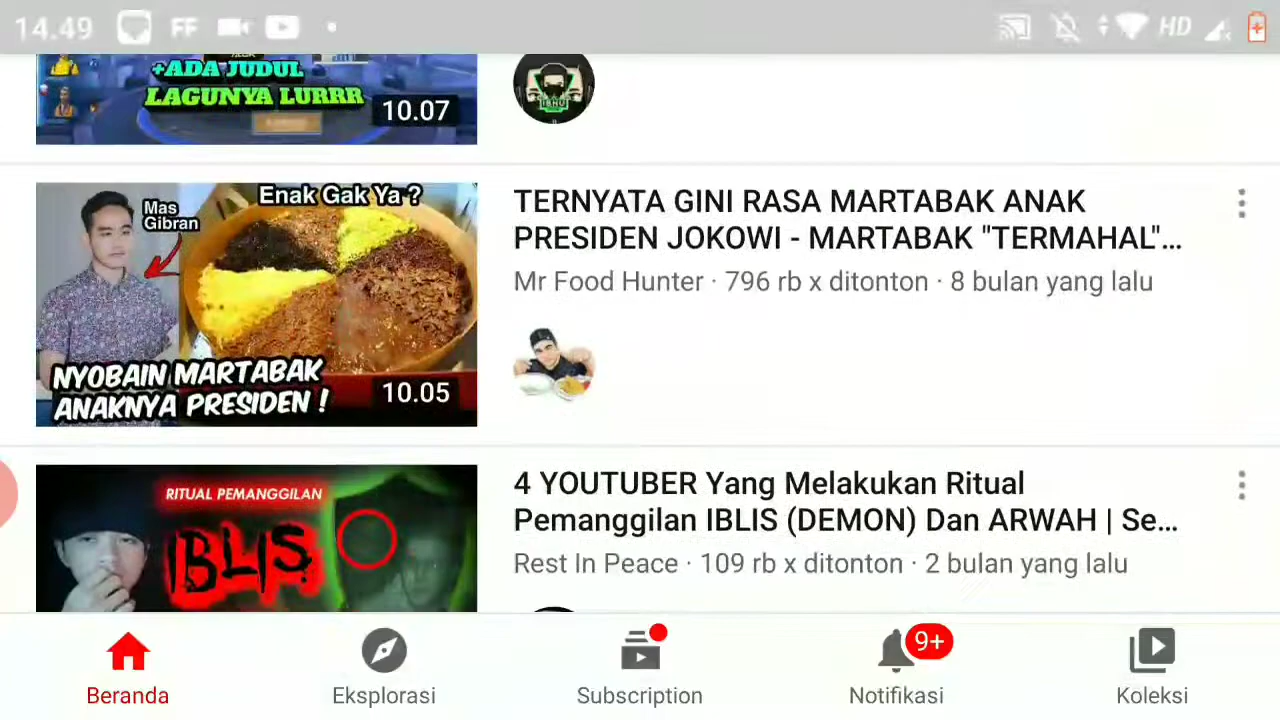 14.49
FF
HD
+ADA JUDUL
LAGUNYA LURRR
10.07
IBNU
Enak Gak Ya ?
Mas
Gibran
NYOBAIN MARTABAK
ANAKNYA PRESIDEN !
10.05
TERNYATA GINI RASA MARTABAK ANAK
PRESIDEN JOKOWI - MARTABAK "TERMAHAL"...
Mr Food Hunter · 796 rb x ditonton · 8 bulan yang lalu
RITUAL PEMANGGILAN
IBLIS
4 YOUTUBER Yang Melakukan Ritual
Pemanggilan IBLIS (DEMON) Dan ARWAH | Se...
Rest In Peace · 109 rb x ditonton · 2 bulan yang lalu
9+
Beranda
Eksplorasi
Subscription
Notifikasi
Koleksi